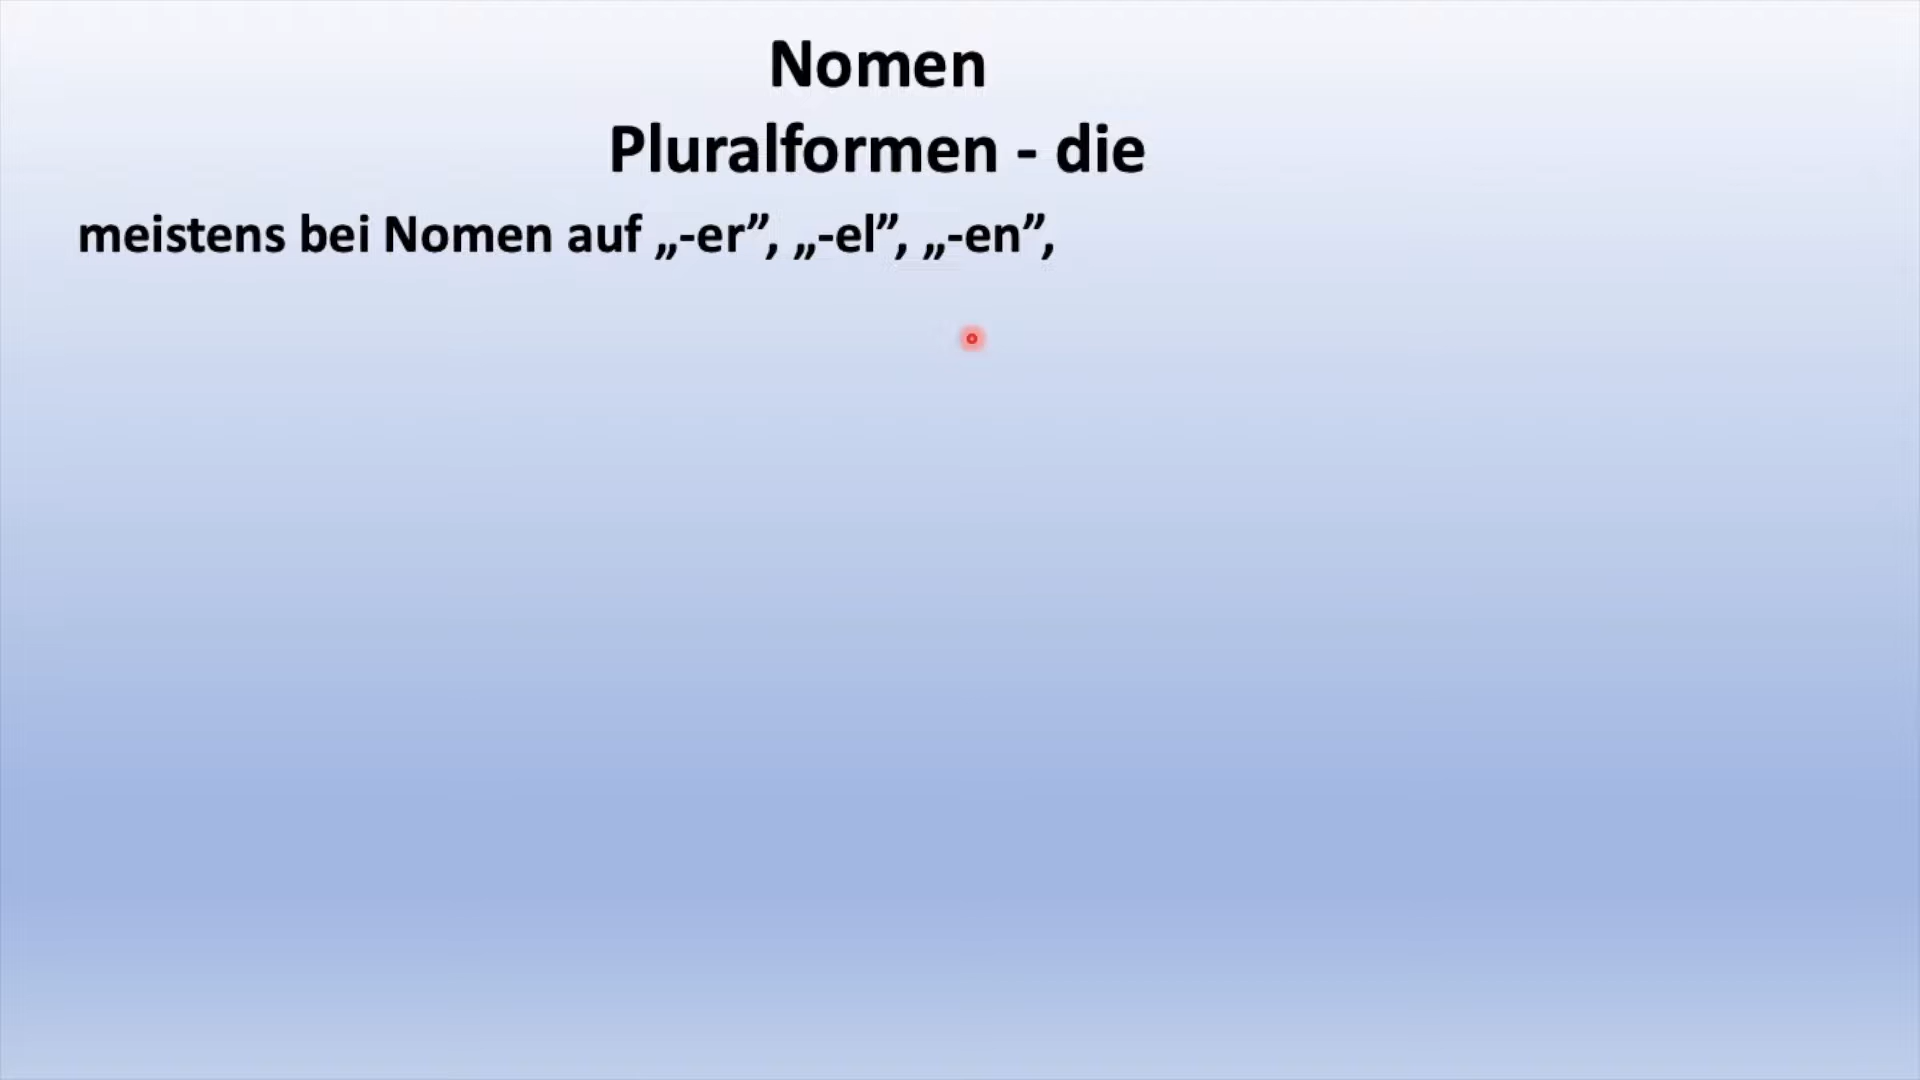 Nomen
Pluralformen - die
meistens bei Nomen auf „-er”, „-el”, „-en”,